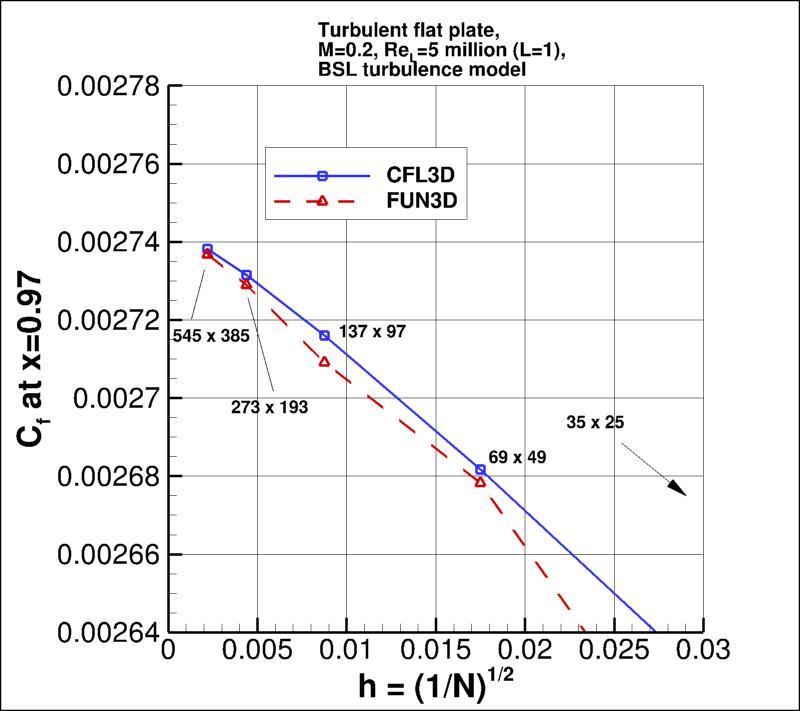 Turbulent flat plate,
M=0.2, Re_L=5 million (L=1),
BSL turbulence model
0.00278
0.00276
0.00274
0.00272
0.0027
0.00268
0.00266
0.00264
C_f at x=0.97
CFL3D
FUN3D
545 x 385
137 x 97
273 x 193
35 x 25
69 x 49
0 0.005 0.01 0.015 0.02 0.025 0.03
h = (1/N)^1/2